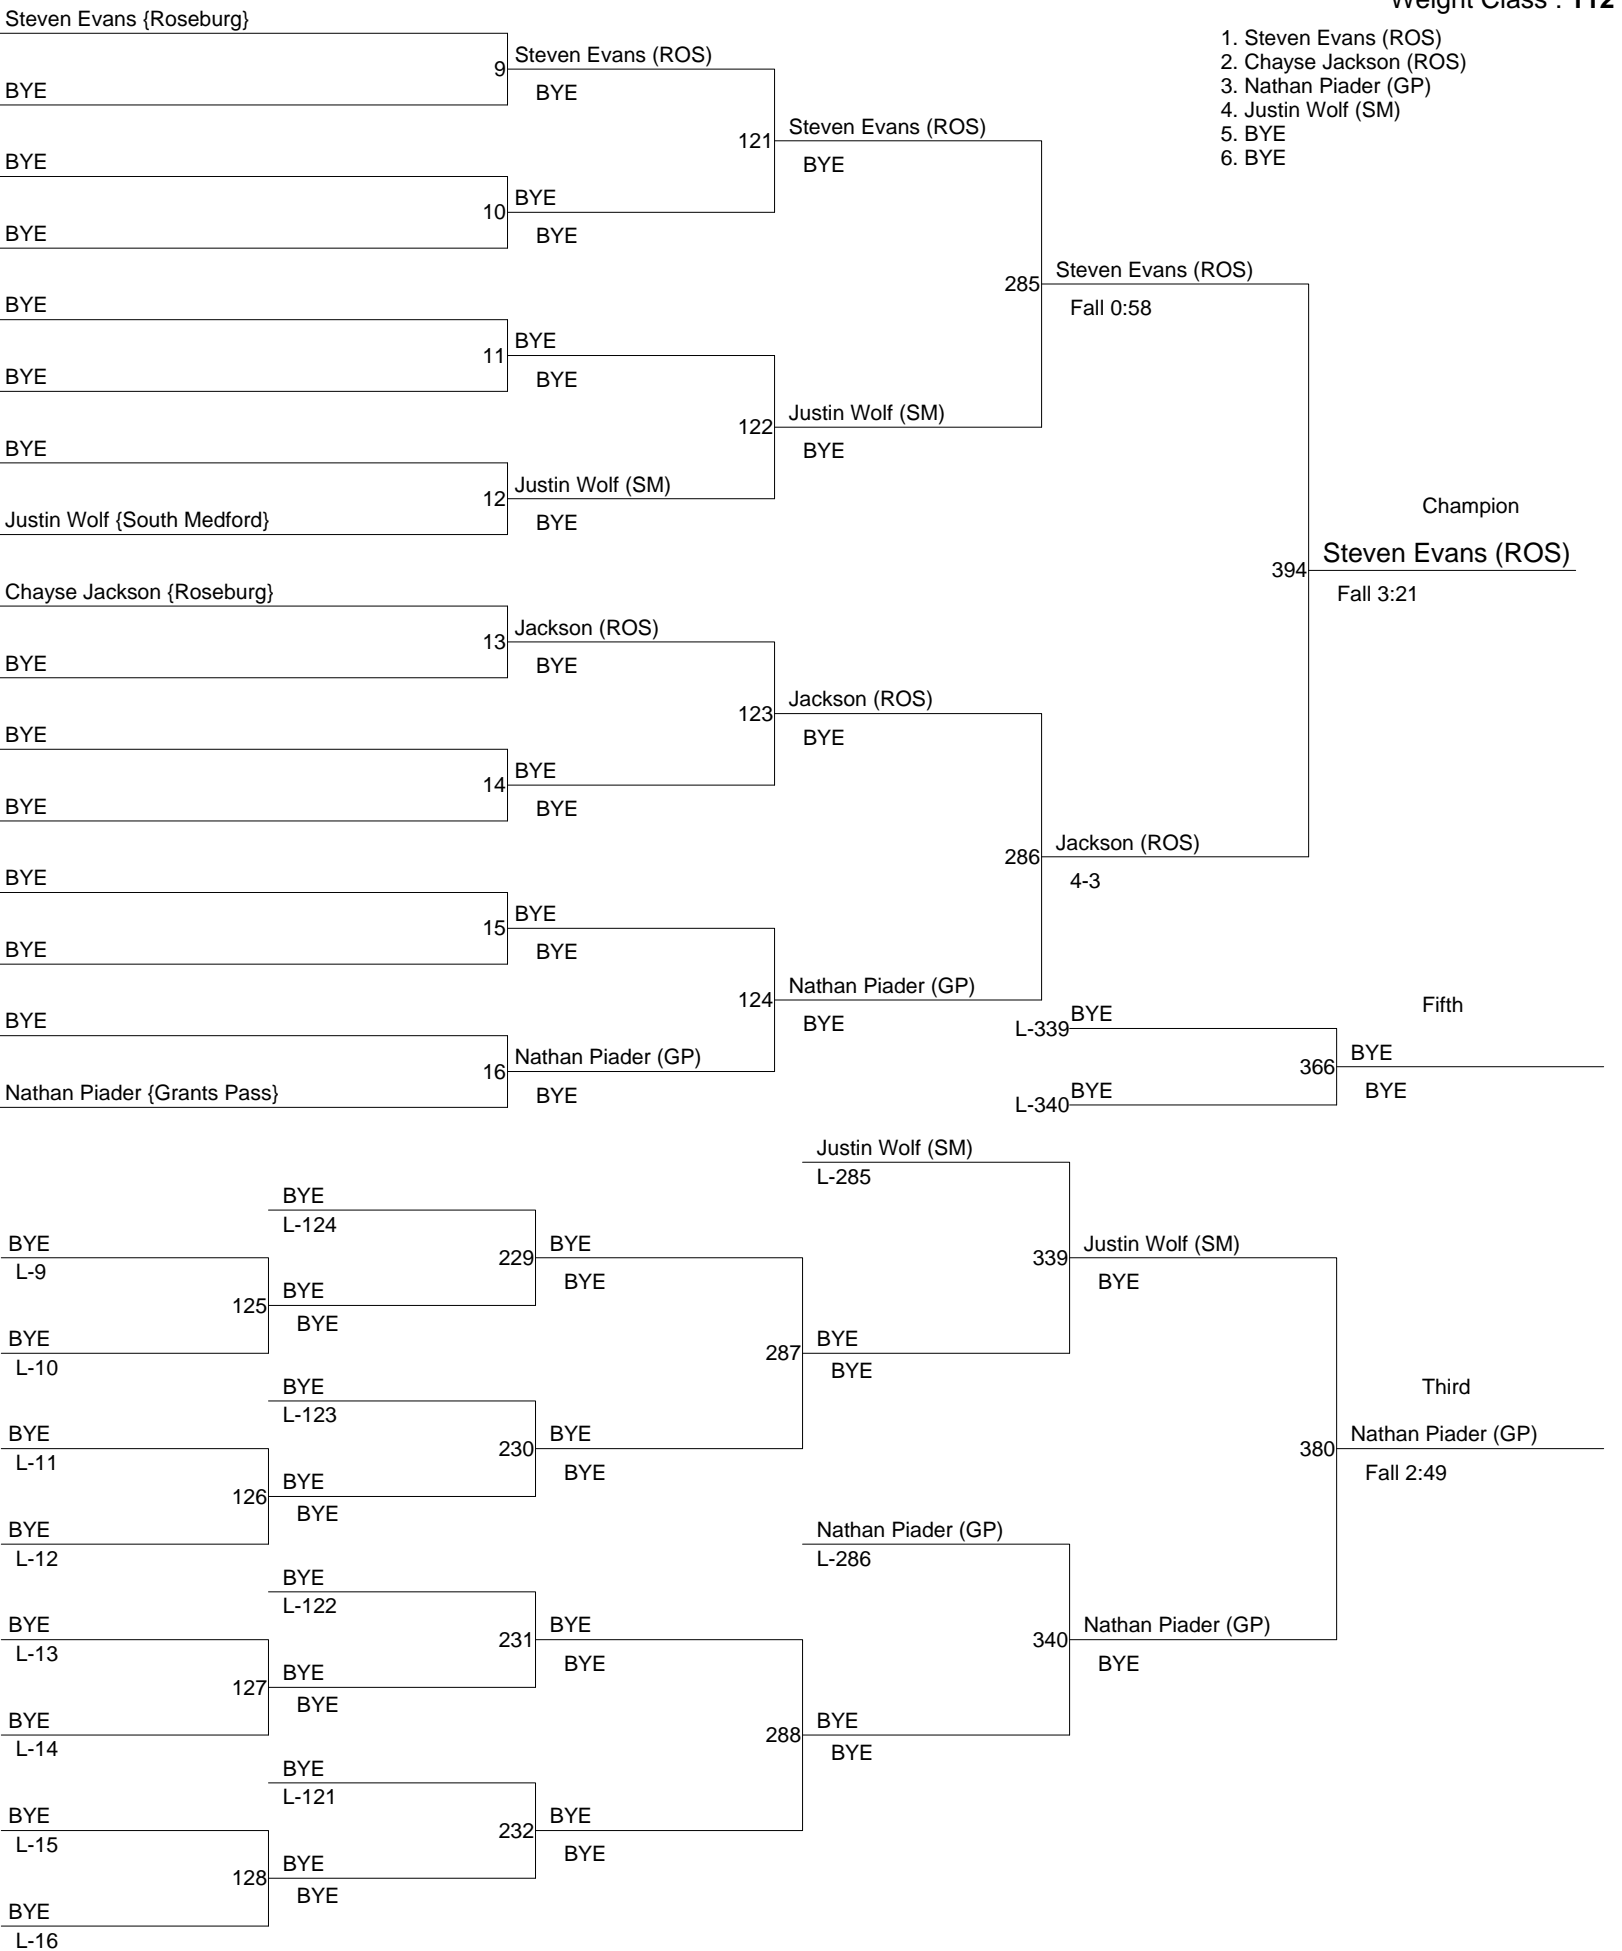 Weight Class : 112
1. Steven Evans (ROS)
2. Chayse Jackson (ROS)
3. Nathan Piader (GP)
4. Justin Wolf (SM)
5. BYE
6. BYE
Steven Evans {Roseburg}
9
Steven Evans (ROS)
BYE
BYE
121
Steven Evans (ROS)
BYE
BYE
10
BYE
BYE
BYE
285
Steven Evans (ROS)
Fall 0:58
BYE
11
BYE
BYE
BYE
122
Justin Wolf (SM)
BYE
BYE
12
Justin Wolf (SM)
BYE
Justin Wolf {South Medford}
Champion
394
Steven Evans (ROS)
Fall 3:21
Chayse Jackson {Roseburg}
13
Jackson (ROS)
BYE
BYE
123
Jackson (ROS)
BYE
BYE
14
BYE
BYE
BYE
286
Jackson (ROS)
4-3
BYE
15
BYE
BYE
BYE
124
Nathan Piader (GP)
BYE
BYE
16
Nathan Piader (GP)
BYE
Nathan Piader {Grants Pass}
Fifth
L-339
BYE
366
BYE
BYE
L-340
BYE
Justin Wolf (SM)
L-285
BYE
L-124
BYE
L-9
229
BYE
BYE
339
Justin Wolf (SM)
BYE
125
BYE
BYE
BYE
L-10
287
BYE
BYE
BYE
L-123
BYE
L-11
230
BYE
BYE
126
BYE
BYE
BYE
L-12
Third
380
Nathan Piader (GP)
Fall 2:49
Nathan Piader (GP)
L-286
BYE
L-122
BYE
L-13
231
BYE
BYE
340
Nathan Piader (GP)
BYE
127
BYE
BYE
BYE
L-14
288
BYE
BYE
BYE
L-121
BYE
L-15
232
BYE
BYE
128
BYE
BYE
BYE
L-16